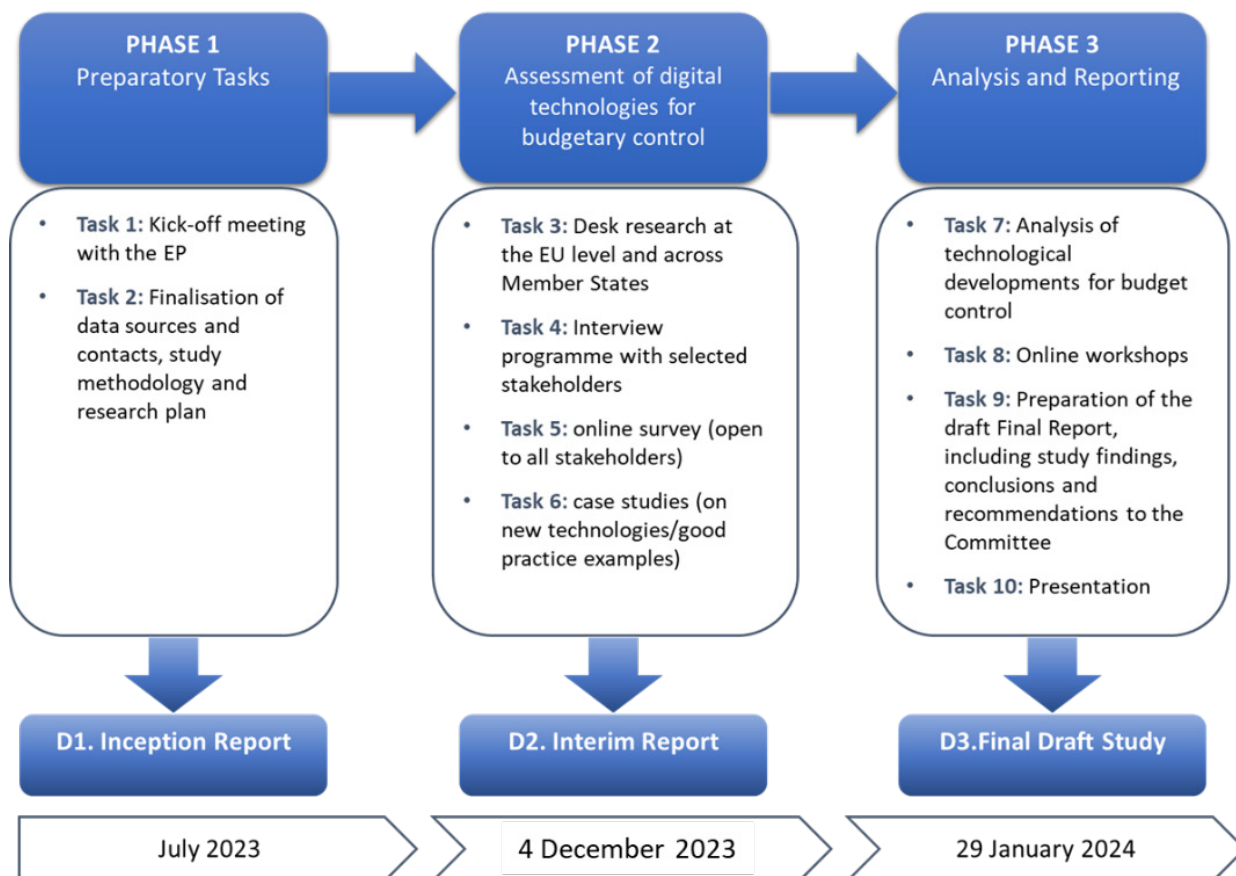 PHASE 1
Preparatory Tasks
PHASE 2
Assessment of digital
technologies for
budgetary control
PHASE 3
Analysis and Reporting
• Task 1: Kick-off meeting
with the EP
• Task 2: Finalisation of
data sources and
contacts, study
methodology and
research plan
• Task 3: Desk research at
the EU level and across
Member States
• Task 4: Interview
programme with selected
stakeholders
• Task 5: online survey (open
to all stakeholders)
• Task 6: case studies (on
new technologies/good
practice examples)
• Task 7: Analysis of
technological
developments for budget
control
• Task 8: Online workshops
• Task 9: Preparation of the
draft Final Report,
including study findings,
conclusions and
recommendations to the
Committee
• Task 10: Presentation
D1. Inception Report
D2. Interim Report
D3.Final Draft Study
July 2023
4 December 2023
29 January 2024